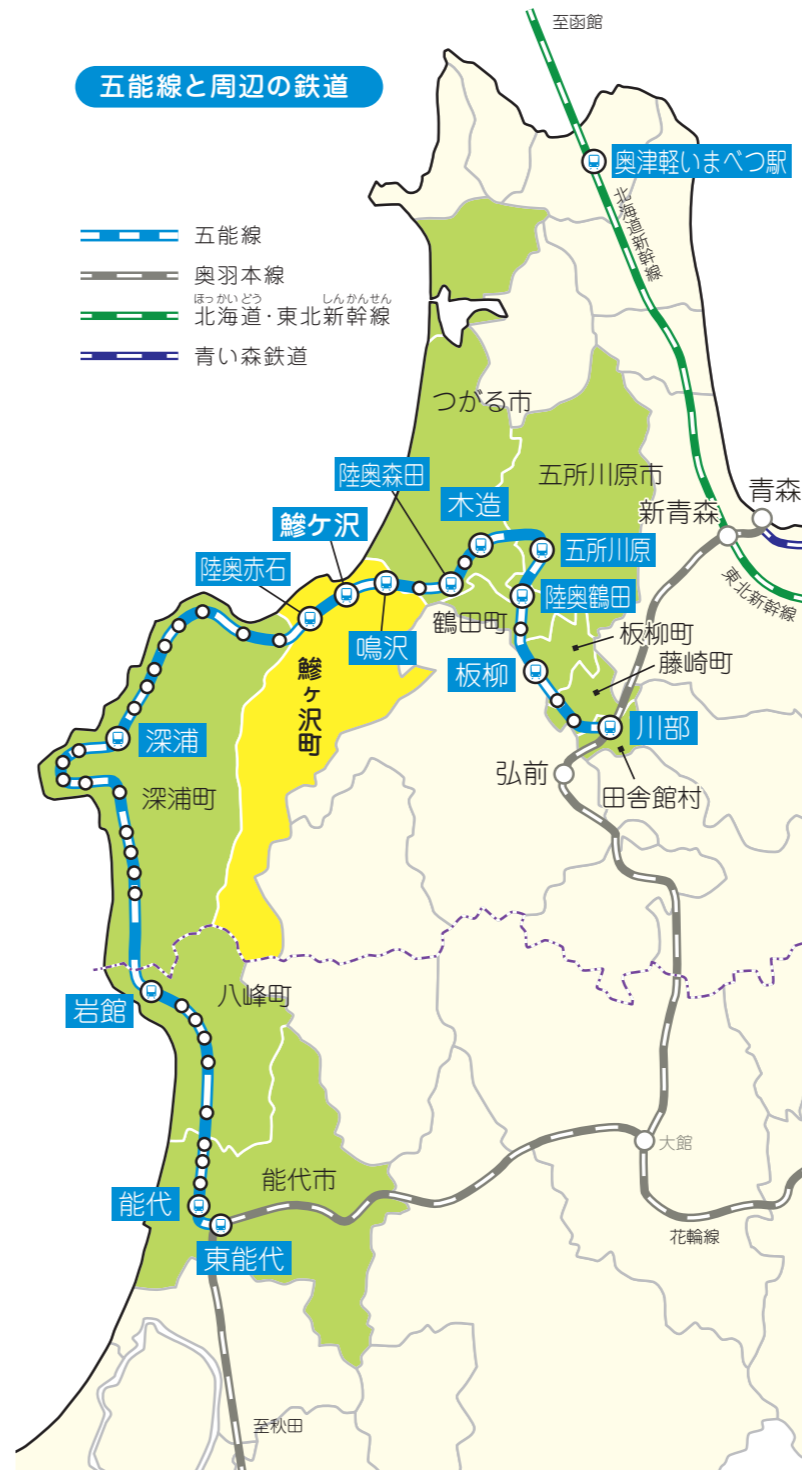 至函館
五能線と周辺の鉄道
奥津軽いまべつ駅
北海道新幹線
五能線
奥羽本線
ほっかいどう しんかんせん
北海道・東北新幹線
青い森鉄道
つがる市
陸奥森田
五所川原市
木造
青森
新青森
鰺ヶ沢
五所川原
陸奥赤石
東北新幹線
陸奥鶴田
鶴田町
板柳町
鳴沢
藤崎町
板柳
鰺ヶ沢町
川部
深浦
弘前
田舎館村
深浦町
八峰町
岩館
大館
能代市
能代
花輪線
東能代
至秋田